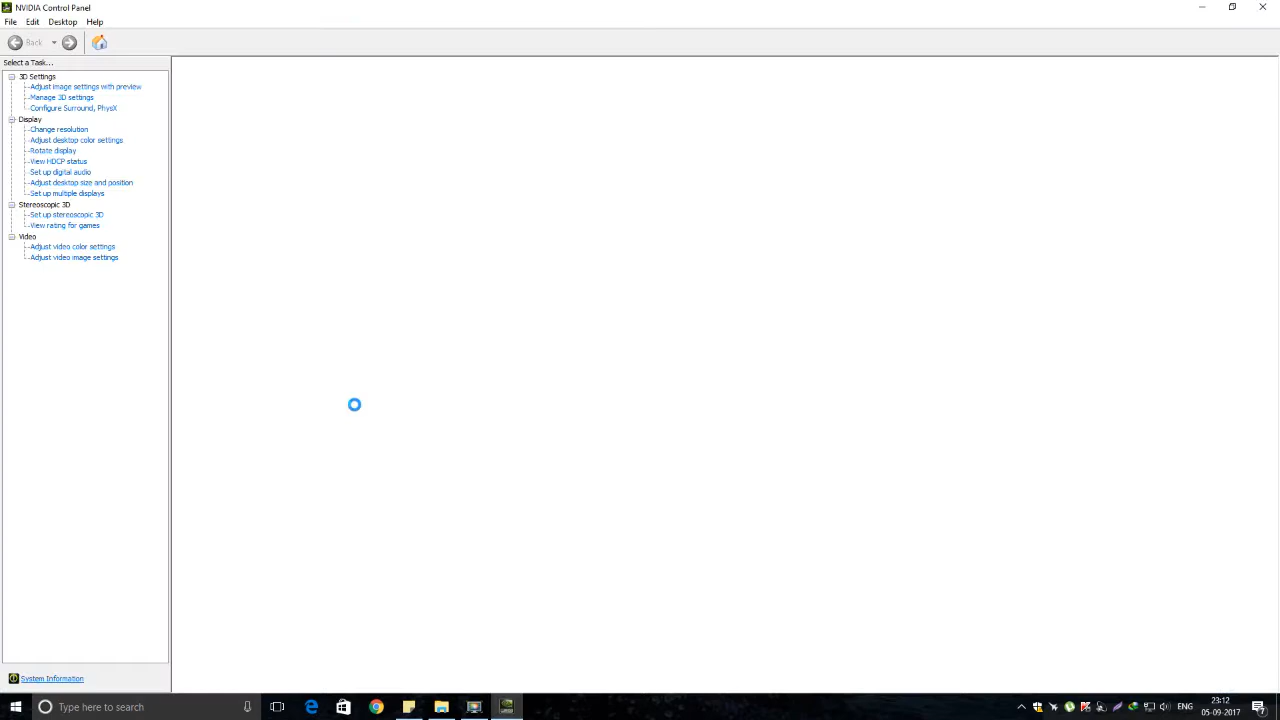 NVIDIA Control Panel
File Edit Desktop Help
Back
Select a Task...
3D Settings
Adjust image settings with preview
Manage 3D settings
Configure Surround, PhysX
Display
Change resolution
Adjust desktop color settings
Rotate display
View HDCP status
Set up digital audio
Adjust desktop size and position
Set up multiple displays
Stereoscopic 3D
Set up stereoscopic 3D
View rating for games
Video
Adjust video color settings
Adjust video image settings
System Information
Type here to search
ENG
23:12
05-09-2017